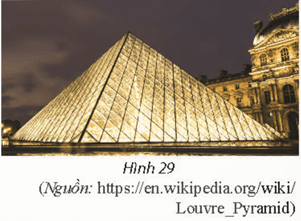 Hình 29
(Nguồn: https://en.wikipedia.org/wiki/
Louvre_Pyramid)